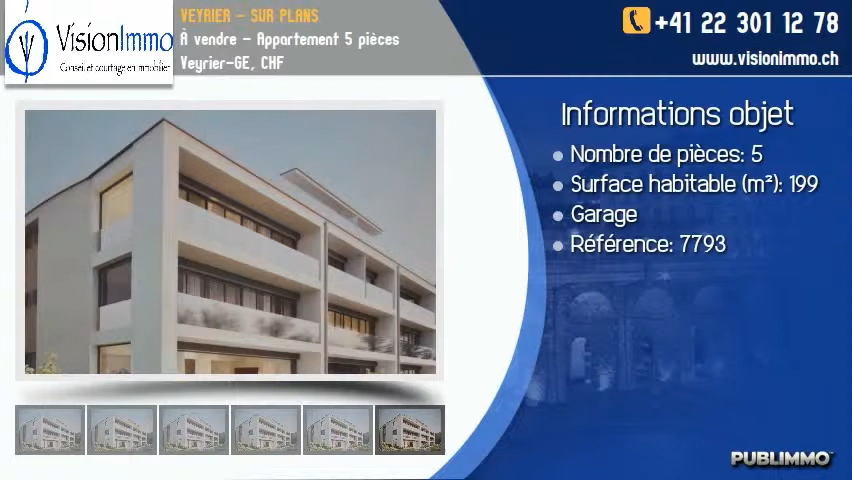 VisionImmo
Conseil et courtage en immobilier
VEYRIER - SUR PLANS
À vendre - Appartement 5 pièces
Veyrier-GE, CHF
+41 22 301 12 78
www.visionimmo.ch
Informations objet
Nombre de pièces: 5
Surface habitable (m²): 199
Garage
Référence: 7793
PUBLIMMO